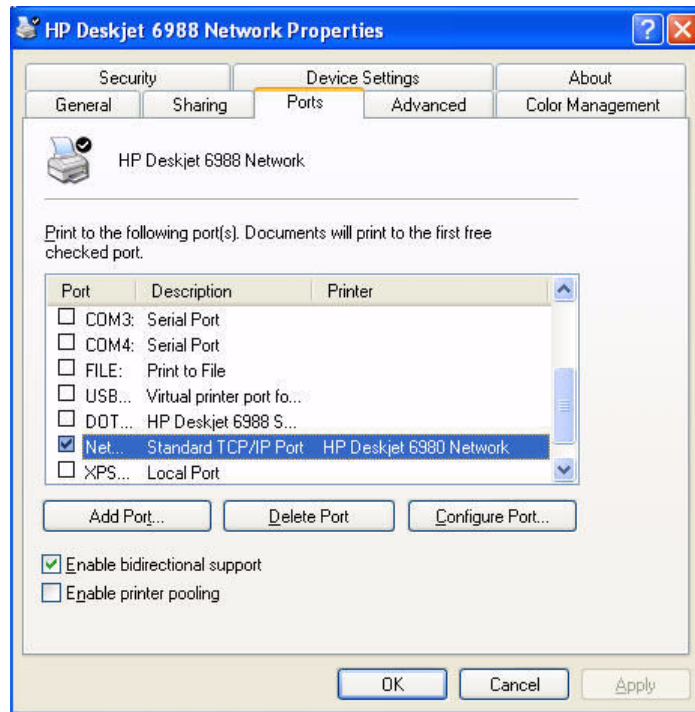 HP Deskjet 6988 Network Properties
Security Device Settings About
General Sharing Ports Advanced Color Management
HP Deskjet 6988 Network
Print to the following port(s). Documents will print to the first free
checked port.
Port Description Printer
COM3: Serial Port
COM4: Serial Port
FILE: Print to File
USB... Virtual printer port fo...
DOT... HP Deskjet 6988 S...
Net... Standard TCP/IP Port HP Deskjet 6980 Network
XPS... Local Port
Add Port... Delete Port Configure Port...
Enable bidirectional support
Enable printer pooling
OK Cancel Apply